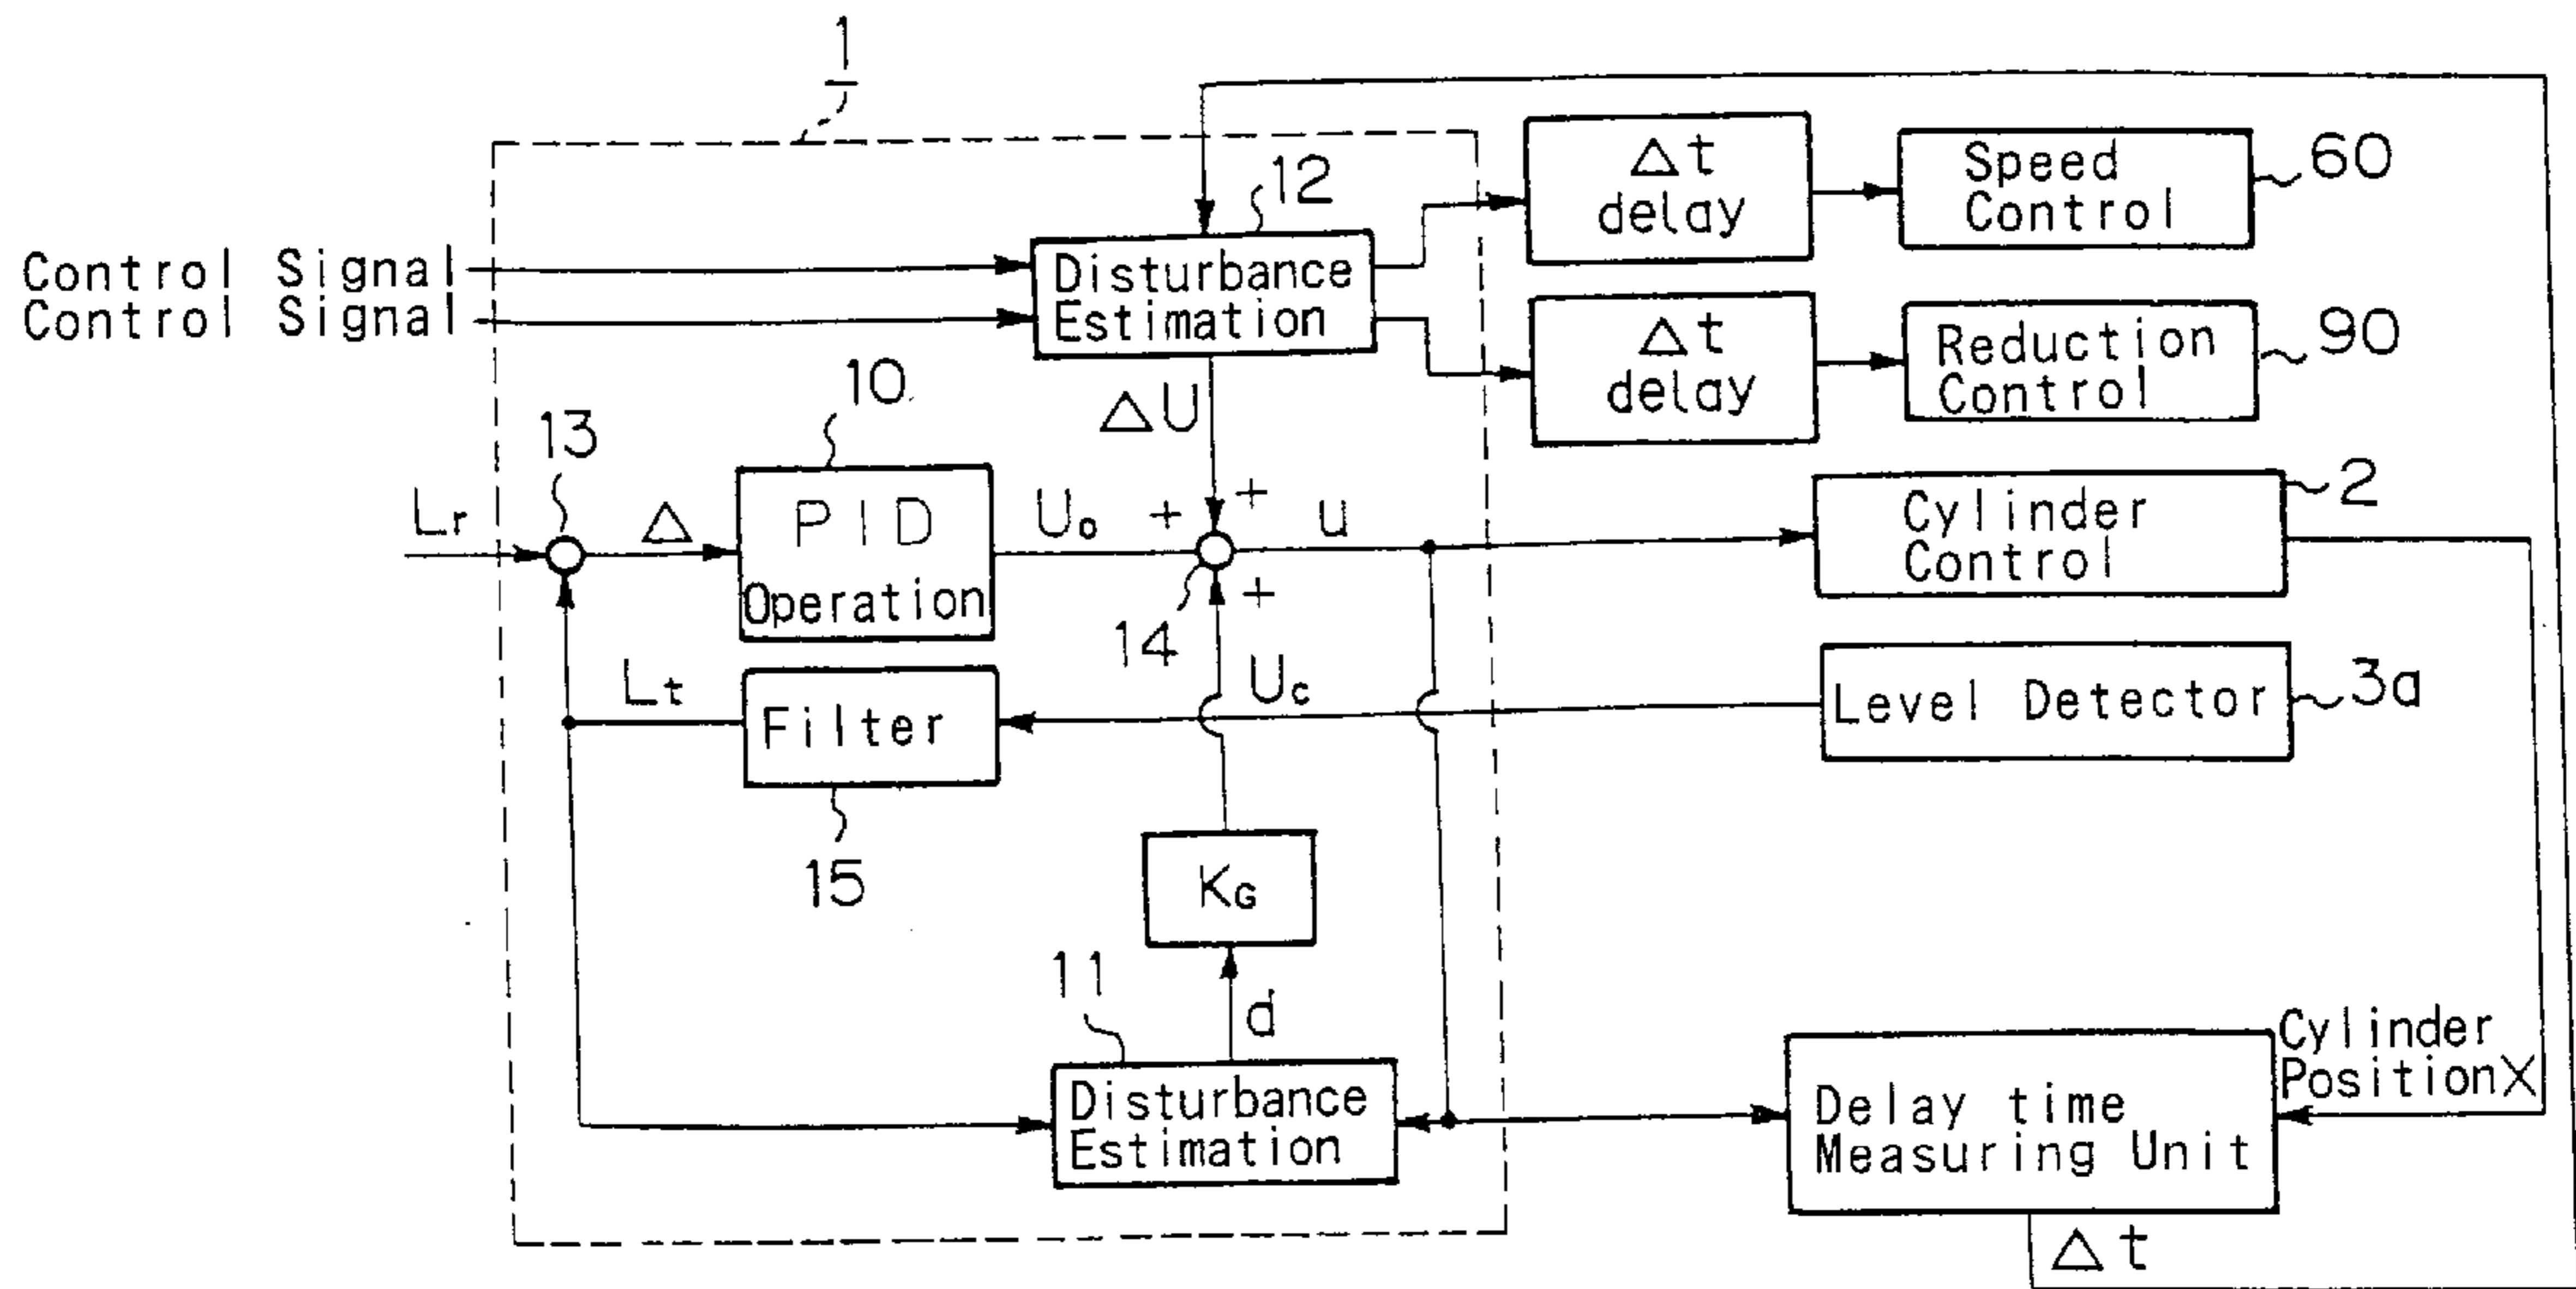 1
12
Δt
delay
Speed
Control
60
Control Signal
Control Signal
Disturbance
Estimation
Δt
delay
Reduction
Control
90
10
ΔU
13
Lr
Δ
PID
Operation
Uo
+
+
u
Cylinder
Control
2
+
14
Lt
Filter
Uc
Level Detector
3a
15
KG
11
d
Disturbance
Estimation
Delay time
Measuring Unit
Cylinder
Position X
Δt